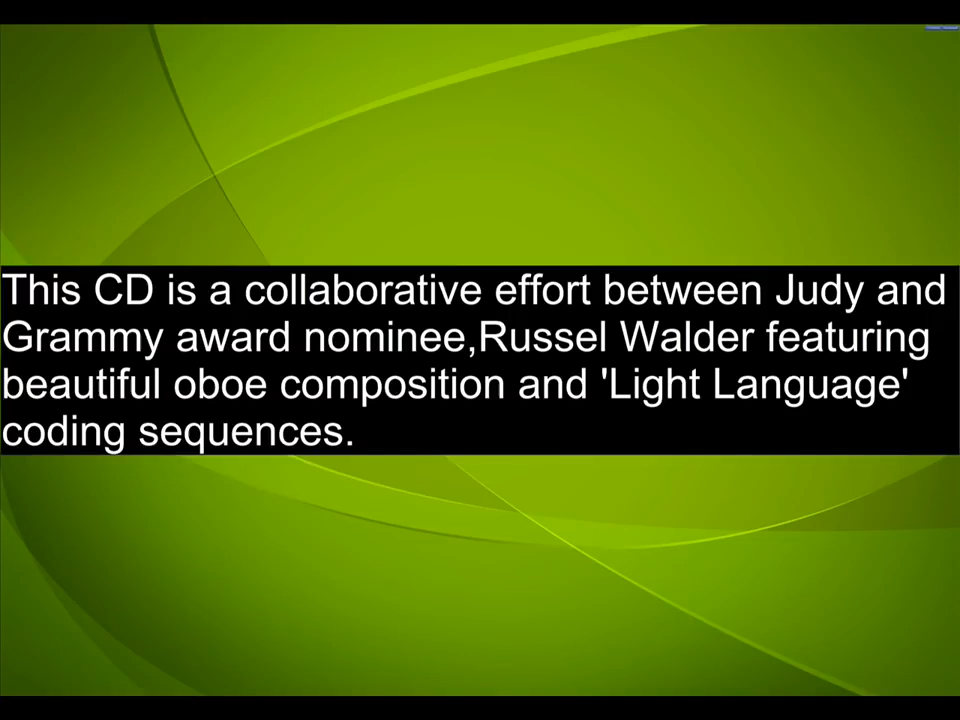 This CD is a collaborative effort between Judy and
Grammy award nominee,Russel Walder featuring
beautiful oboe composition and 'Light Language'
coding sequences.